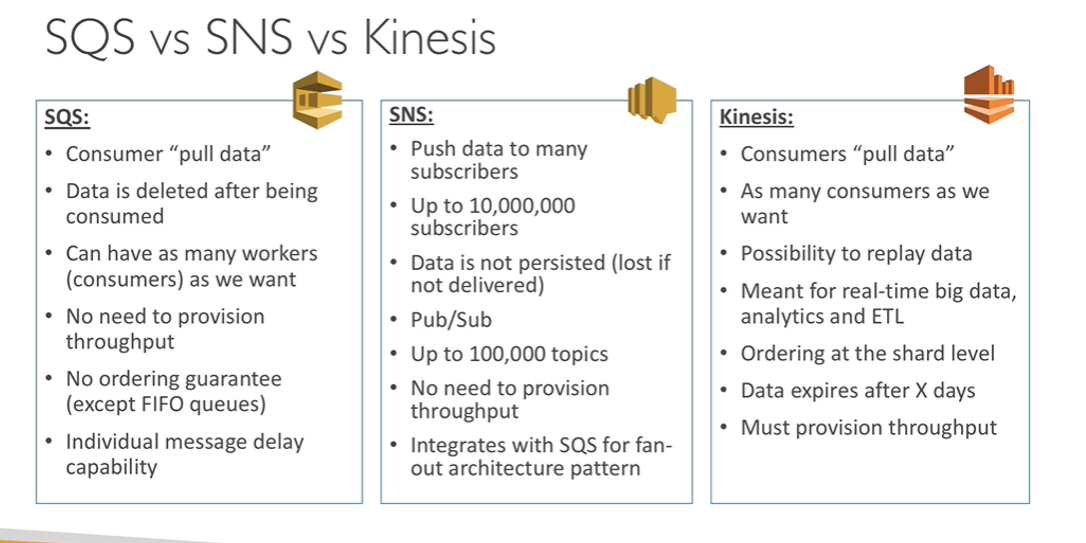 SQS vs SNS vs Kinesis
SQS:
• Consumer “pull data”
• Data is deleted after being
consumed
• Can have as many workers
(consumers) as we want
• No need to provision
throughput
• No ordering guarantee
(except FIFO queues)
• Individual message delay
capability
SNS:
• Push data to many
subscribers
• Up to 10,000,000
subscribers
• Data is not persisted (lost if
not delivered)
• Pub/Sub
• Up to 100,000 topics
• No need to provision
throughput
• Integrates with SQS for fan-
out architecture pattern
Kinesis:
• Consumers “pull data”
• As many consumers as we
want
• Possibility to replay data
• Meant for real-time big data,
analytics and ETL
• Ordering at the shard level
• Data expires after X days
• Must provision throughput